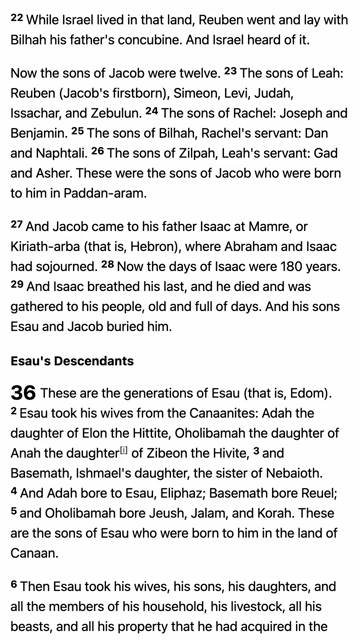 22 While Israel lived in that land, Reuben went and lay with
Bilhah his father's concubine. And Israel heard of it.
Now the sons of Jacob were twelve. 23 The sons of Leah:
Reuben (Jacob's firstborn), Simeon, Levi, Judah,
Issachar, and Zebulun. 24 The sons of Rachel: Joseph and
Benjamin. 25 The sons of Bilhah, Rachel's servant: Dan
and Naphtali. 26 The sons of Zilpah, Leah's servant: Gad
and Asher. These were the sons of Jacob who were born
to him in Paddan-aram.
27 And Jacob came to his father Isaac at Mamre, or
Kiriath-arba (that is, Hebron), where Abraham and Isaac
had sojourned. 28 Now the days of Isaac were 180 years.
29 And Isaac breathed his last, and he died and was
gathered to his people, old and full of days. And his sons
Esau and Jacob buried him.
Esau's Descendants
36 These are the generations of Esau (that is, Edom).
2 Esau took his wives from the Canaanites: Adah the
daughter of Elon the Hittite, Oholibamah the daughter of
Anah the daughter[i] of Zibeon the Hivite, 3 and
Basemath, Ishmael's daughter, the sister of Nebaioth.
4 And Adah bore to Esau, Eliphaz; Basemath bore Reuel;
5 and Oholibamah bore Jeush, Jalam, and Korah. These
are the sons of Esau who were born to him in the land of
Canaan.
6 Then Esau took his wives, his sons, his daughters, and
all the members of his household, his livestock, all his
beasts, and all his property that he had acquired in the